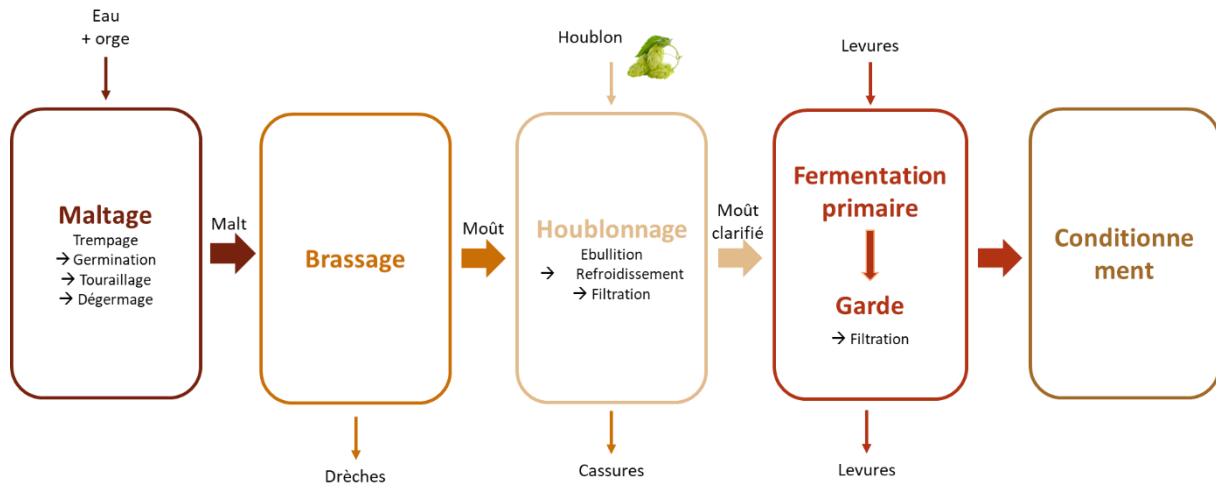 Eau
+ orge
Houblon
Levures
Maltage
Trempage
→ Germination
→ Touraillage
→ Dégermage
Malt
Brassage
Moût
Houblonnage
Ebullition
→ Refroidissement
→ Filtration
Moût
clarifié
Fermentation
primaire
Garde
→ Filtration
Conditionne
ment
Drèches
Cassures
Levures